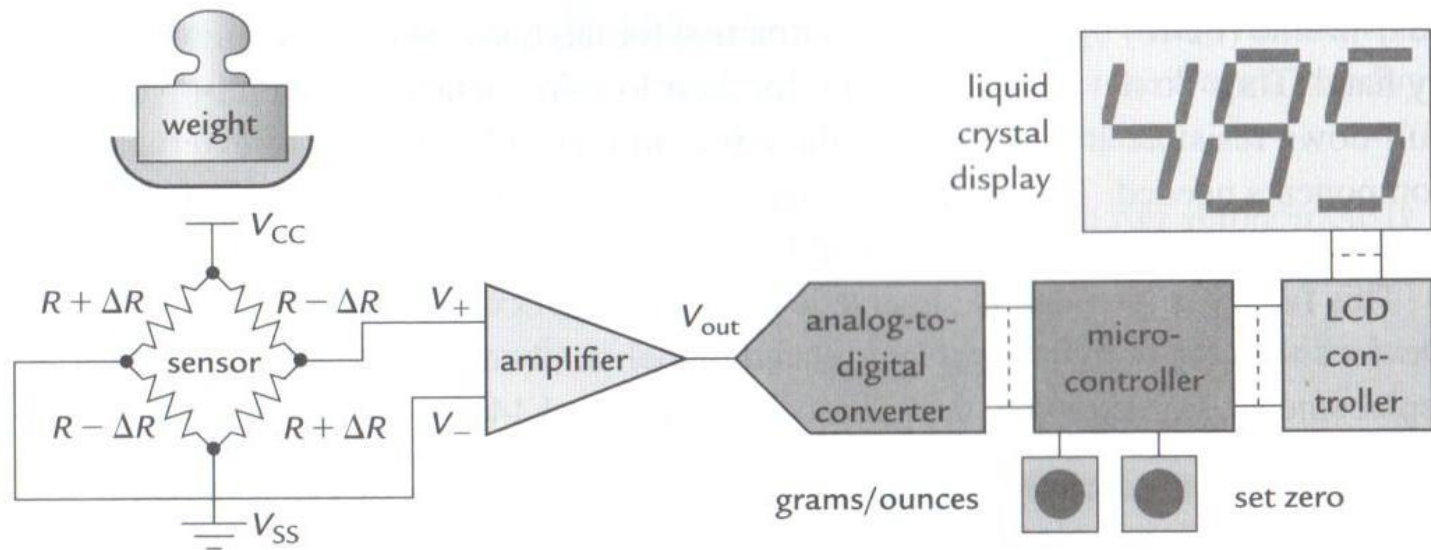 weight
liquid
crystal
display
485
V_CC
R + ΔR
R − ΔR
sensor
R − ΔR
R + ΔR
V_SS
V_+
V_−
amplifier
V_out
analog-to-
digital
converter
micro-
controller
LCD
con-
troller
grams/ounces
set zero